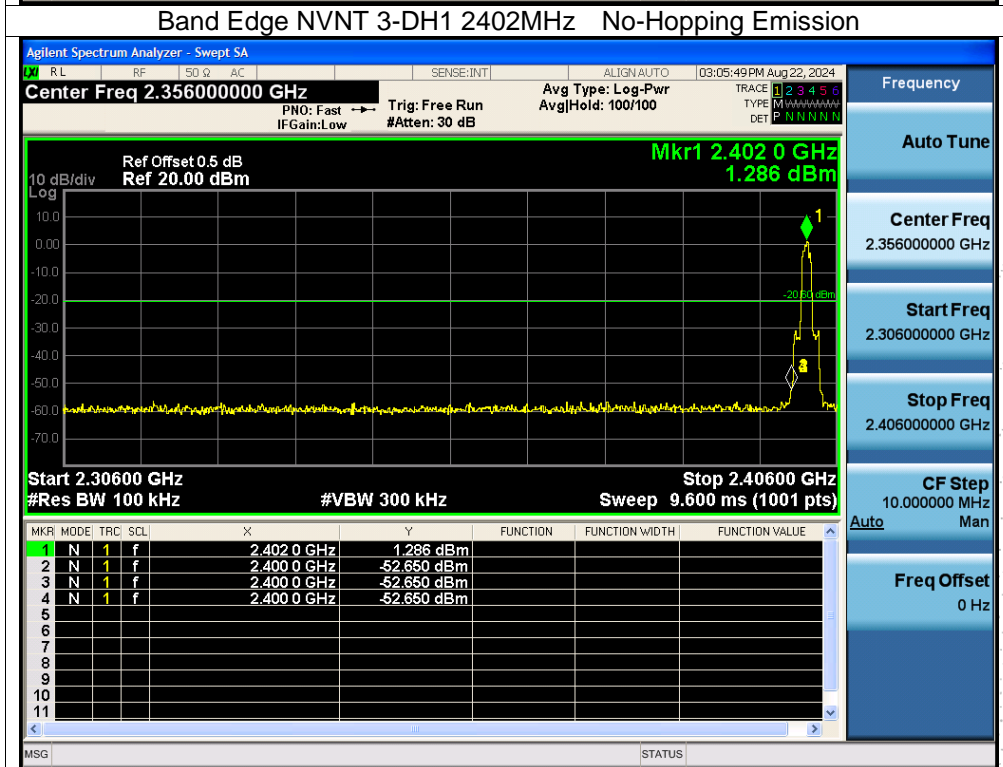 Band Edge NVNT 3-DH1 2402MHz No-Hopping Emission
Agilent Spectrum Analyzer - Swept SA
LXI RL RF 50 Ω AC SENSE:INT ALIGN AUTO 03:05:49 PM Aug 22, 2024
Center Freq 2.356000000 GHz
PNO: Fast
IFGain:Low
Trig: Free Run
#Atten: 30 dB
Avg Type: Log-Pwr
Avg|Hold: 100/100
TRACE 1 2 3 4 5 6
TYPE M
DET P N N N N N
Frequency
Mkr1 2.402 0 GHz
1.286 dBm
Ref Offset 0.5 dB
10 dB/div Ref 20.00 dBm
Log
10.0
0.00
-10.0
-20.0
-30.0
-40.0
-50.0
-60.0
-70.0
1
-20.60 dBm
Start 2.30600 GHz Stop 2.40600 GHz
#Res BW 100 kHz #VBW 300 kHz Sweep 9.600 ms (1001 pts)
MKR MODE TRC SCL X Y FUNCTION FUNCTION WIDTH FUNCTION VALUE
1 N 1 f 2.402 0 GHz 1.286 dBm
2 N 1 f 2.400 0 GHz -52.650 dBm
3 N 1 f 2.400 0 GHz -52.650 dBm
4 N 1 f 2.400 0 GHz -52.650 dBm
5
6
7
8
9
10
11
Auto Tune
Center Freq
2.356000000 GHz
Start Freq
2.306000000 GHz
Stop Freq
2.406000000 GHz
CF Step
10.000000 MHz
Auto Man
Freq Offset
0 Hz
MSG STATUS